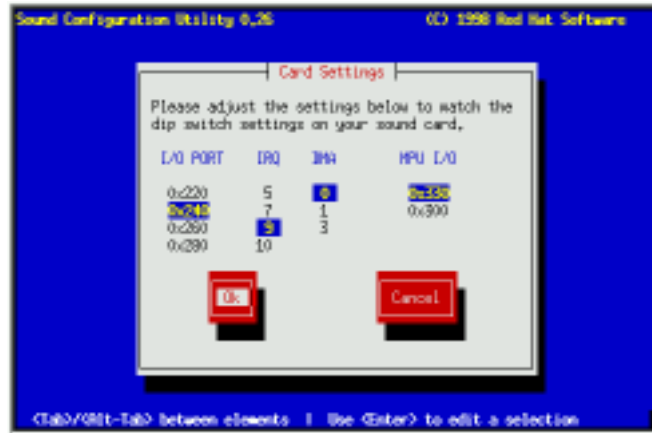 Sound Configuration Utility 0.26 (C) 1998 Red Hat Software
Card Settings
Please adjust the settings below to match the
dip switch settings on your sound card.
I/O PORT IRQ DMA MPU I/O
0x220 5 0 0x330
0x240 7 1 0x300
0x260 9 3
0x280 10
Ok Cancel
<Tab>/<Alt-Tab> between elements | Use <Enter> to edit a selection